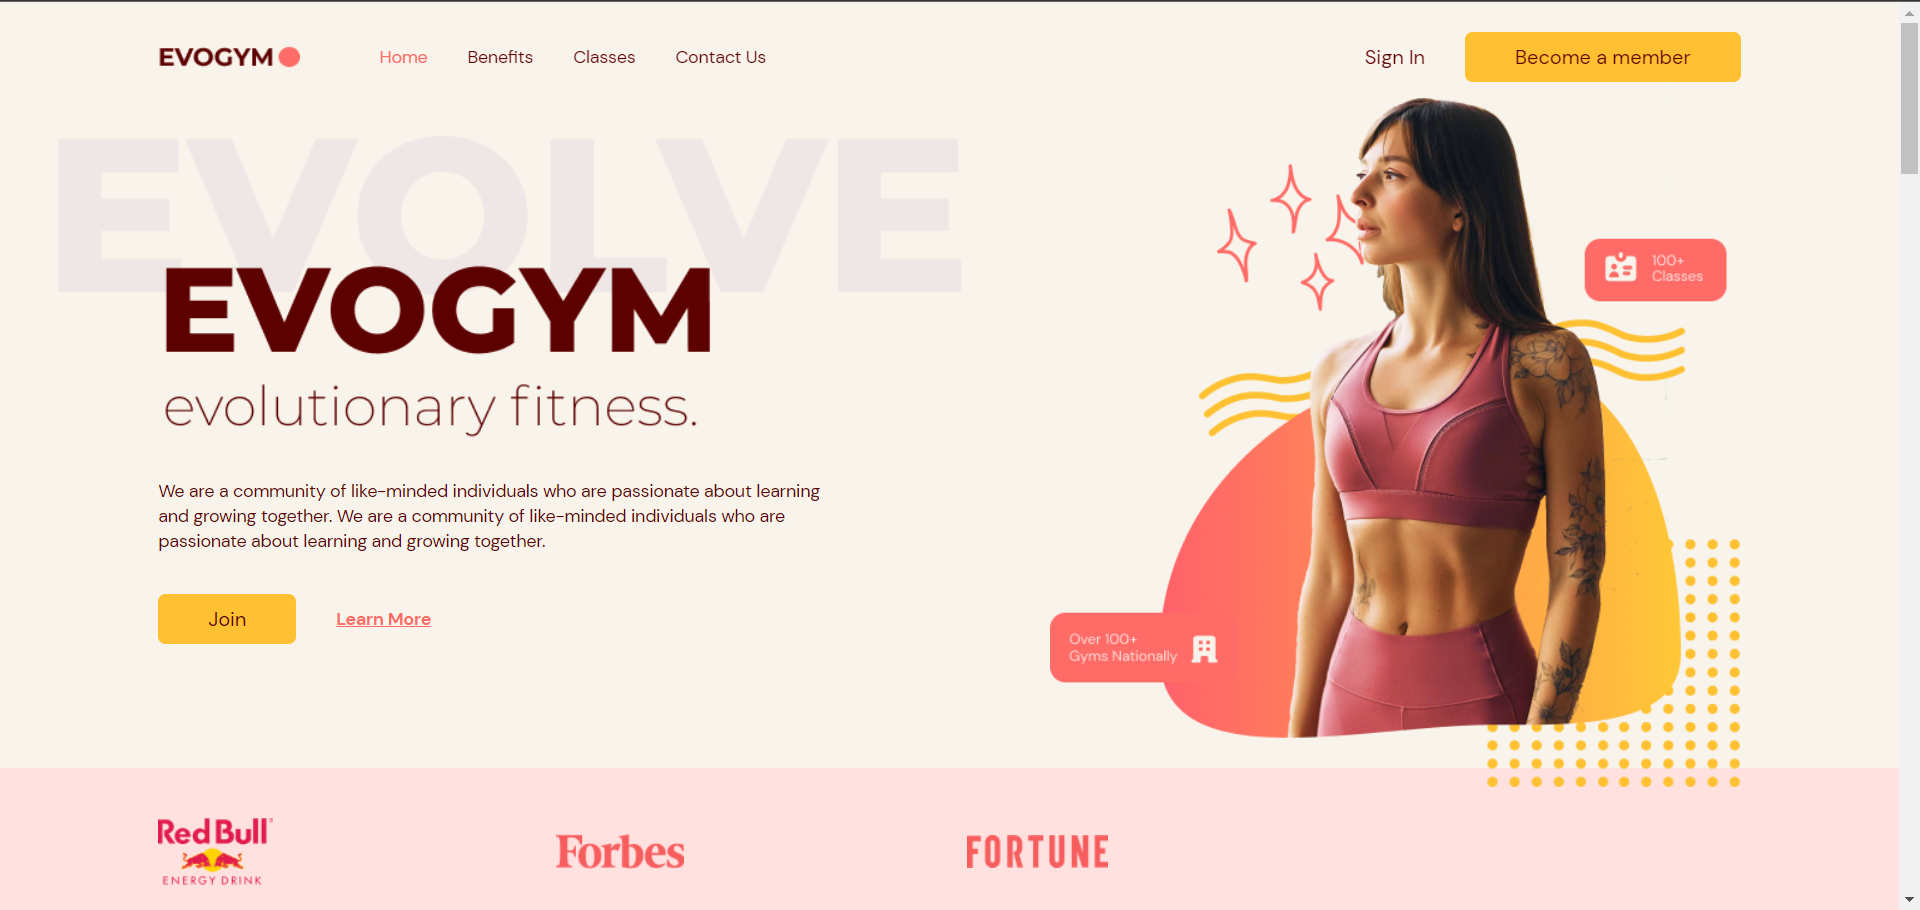 EVOGYM
Home
Benefits
Classes
Contact Us
Sign In
Become a member
EVOLVE
EVOGYM
evolutionary fitness.
We are a community of like-minded individuals who are passionate about learning
and growing together. We are a community of like-minded individuals who are
passionate about learning and growing together.
Join
Learn More
100+
Classes
Over 100+
Gyms Nationally
Red Bull
ENERGY DRINK
Forbes
FORTUNE